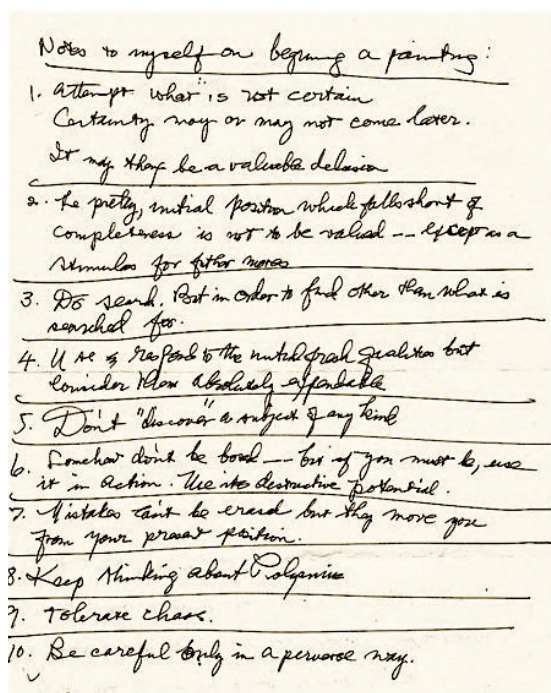 Notes to myself on begining a painting:
1. attempt what is not certain
Certainty may or may not come later.
It may then be a valuable delusion
2. The pretty, initial position which falls short of
completeness is not to be valued -- except as a
stimulus for futher moves
3. Do search. But in order to find other than what is
searched for.
4. Use & respond to the initial fresh qualities but
consider them absolutely expendable
5. Don't "discover" a subject of any kind
6. Somehow don't be bored -- but if you must be, use
it in action. Use its destructive potential.
7. Mistakes can't be erased but they move you
from your present position.
8. Keep thinking about
9. Tolerate chaos.
10. Be careful only in a perverse way.